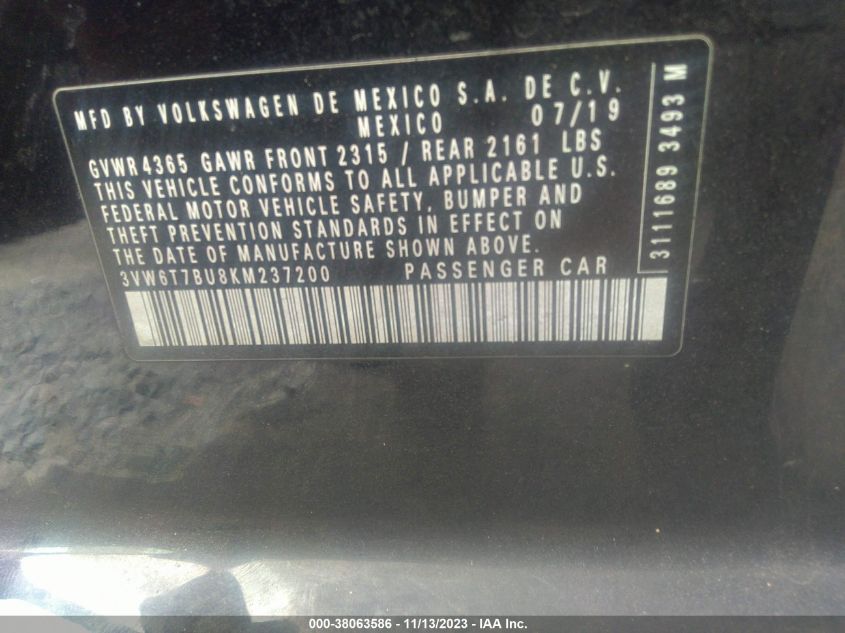 MFD BY VOLKSWAGEN DE MEXICO S.A. DE C.V.
MEXICO 07/19
GVWR 4365 GAWR FRONT 2315 / REAR 2161 LBS
THIS VEHICLE CONFORMS TO ALL APPLICABLE U.S.
FEDERAL MOTOR VEHICLE SAFETY, BUMPER AND
THEFT PREVENTION STANDARDS IN EFFECT ON
THE DATE OF MANUFACTURE SHOWN ABOVE.
3VW6T7BU8KM237200 PASSENGER CAR
3111689 3493 M
000-38063586 - 11/13/2023 - IAA Inc.